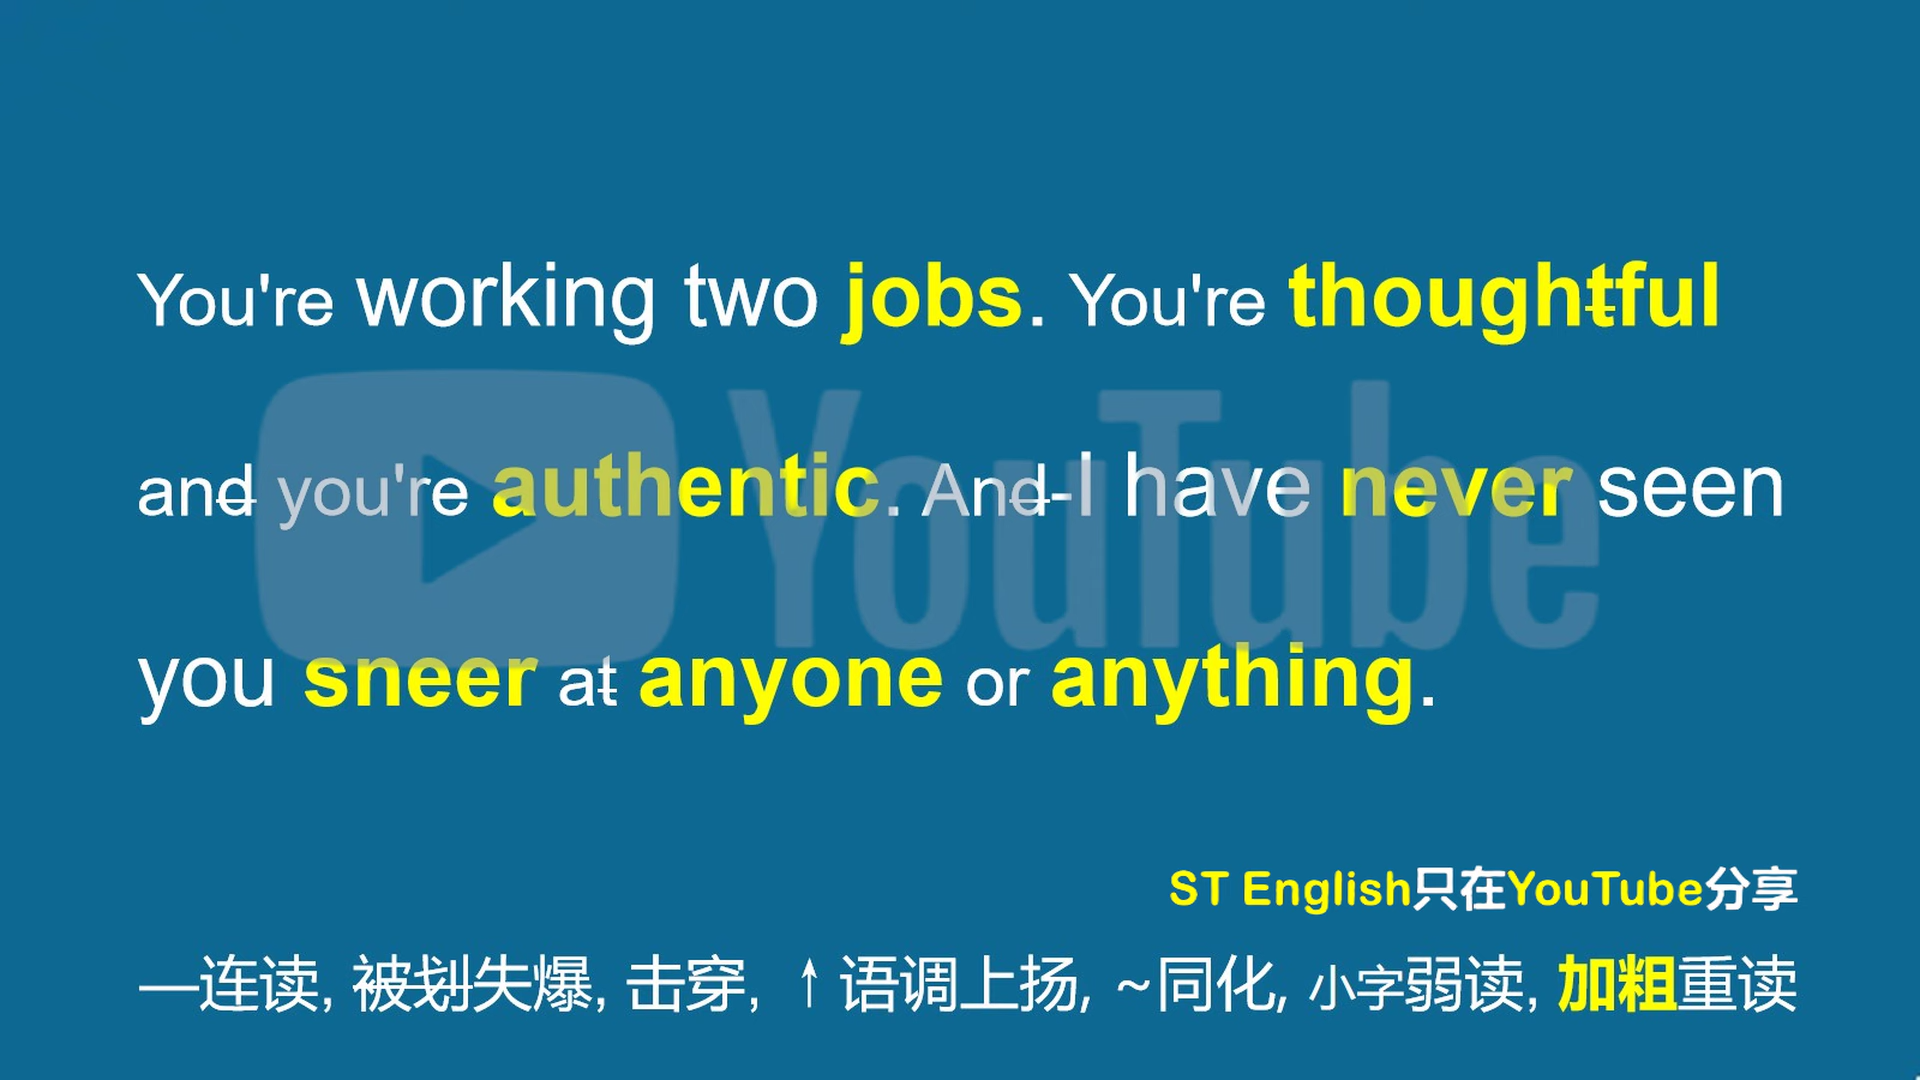 You're working two jobs. You're thoughtful
and you're authentic. And-I have never seen
YouTube
you sneer at anyone or anything.
ST English只在YouTube分享
—连读, 被划失爆, 击穿, ↑语调上扬, ~同化, 小字弱读, 加粗重读